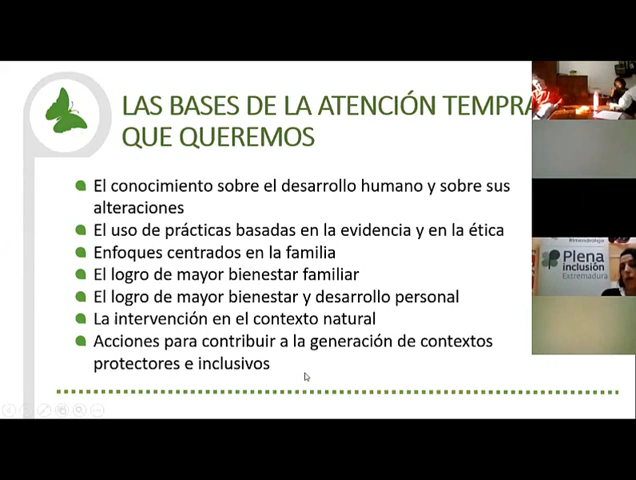 LAS BASES DE LA ATENCIÓN TEMPRA
QUE QUEREMOS
El conocimiento sobre el desarrollo humano y sobre sus
alteraciones
El uso de prácticas basadas en la evidencia y en la ética
Enfoques centrados en la familia
El logro de mayor bienestar familiar
El logro de mayor bienestar y desarrollo personal
La intervención en el contexto natural
Acciones para contribuir a la generación de contextos
protectores e inclusivos
Plena
inclusión
Extremadura